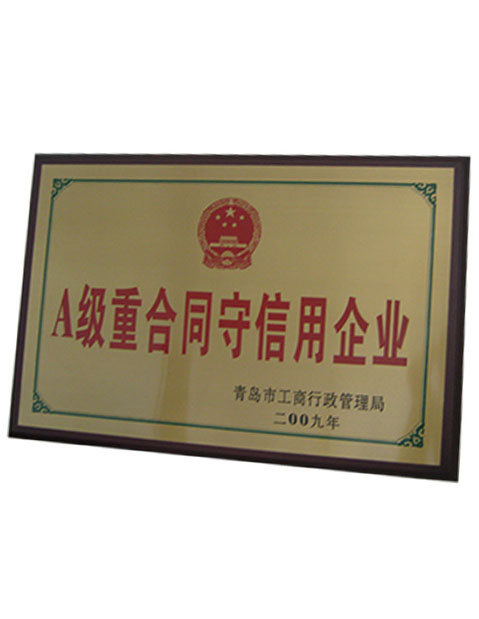 A级重合同守信用企业
青岛市工商行政管理局
二00九年